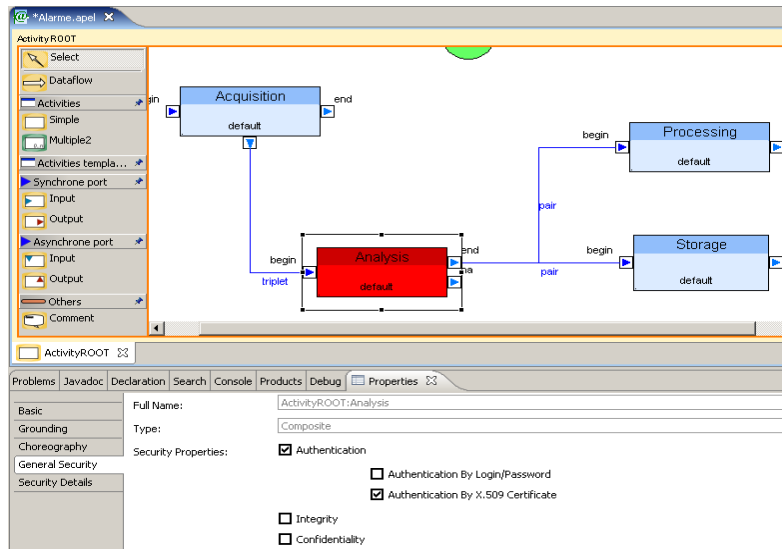 *Alarme.apel
ActivityROOT
Select
Dataflow
Activities
Simple
Multiple2
Activities templa...
Synchrone port
Input
Output
Asynchrone port
Input
Output
Others
Comment
Acquisition
end
default
begin
Processing
default
pair
begin
Analysis
end
default
triplet
begin
Storage
default
pair
ActivityROOT
Problems Javadoc Declaration Search Console Products Debug Properties
Basic
Grounding
Choreography
General Security
Security Details
Full Name: ActivityROOT:Analysis
Type: Composite
Security Properties: Authentication
Authentication By Login/Password
Authentication By X.509 Certificate
Integrity
Confidentiality